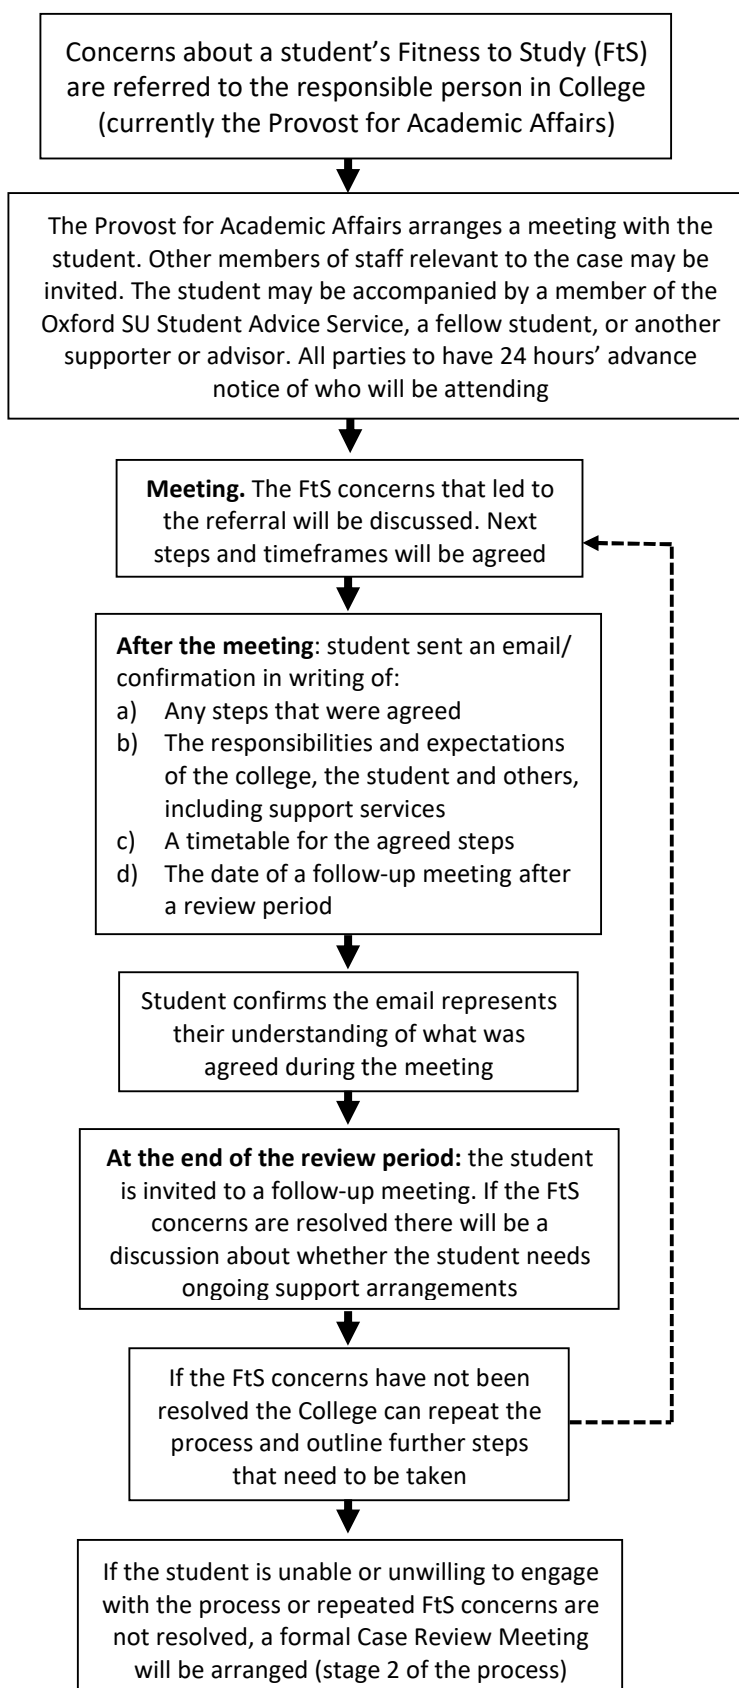 Concerns about a student’s Fitness to Study (FtS)
are referred to the responsible person in College
(currently the Provost for Academic Affairs)
The Provost for Academic Affairs arranges a meeting with the
student. Other members of staff relevant to the case may be
invited. The student may be accompanied by a member of the
Oxford SU Student Advice Service, a fellow student, or another
supporter or advisor. All parties to have 24 hours’ advance
notice of who will be attending
Meeting. The FtS concerns that led to
the referral will be discussed. Next
steps and timeframes will be agreed
After the meeting: student sent an email/
confirmation in writing of:
a) Any steps that were agreed
b) The responsibilities and expectations
of the college, the student and others,
including support services
c) A timetable for the agreed steps
d) The date of a follow-up meeting after
a review period
Student confirms the email represents
their understanding of what was
agreed during the meeting
At the end of the review period: the student
is invited to a follow-up meeting. If the FtS
concerns are resolved there will be a
discussion about whether the student needs
ongoing support arrangements
If the FtS concerns have not been
resolved the College can repeat the
process and outline further steps
that need to be taken
If the student is unable or unwilling to engage
with the process or repeated FtS concerns are
not resolved, a formal Case Review Meeting
will be arranged (stage 2 of the process)